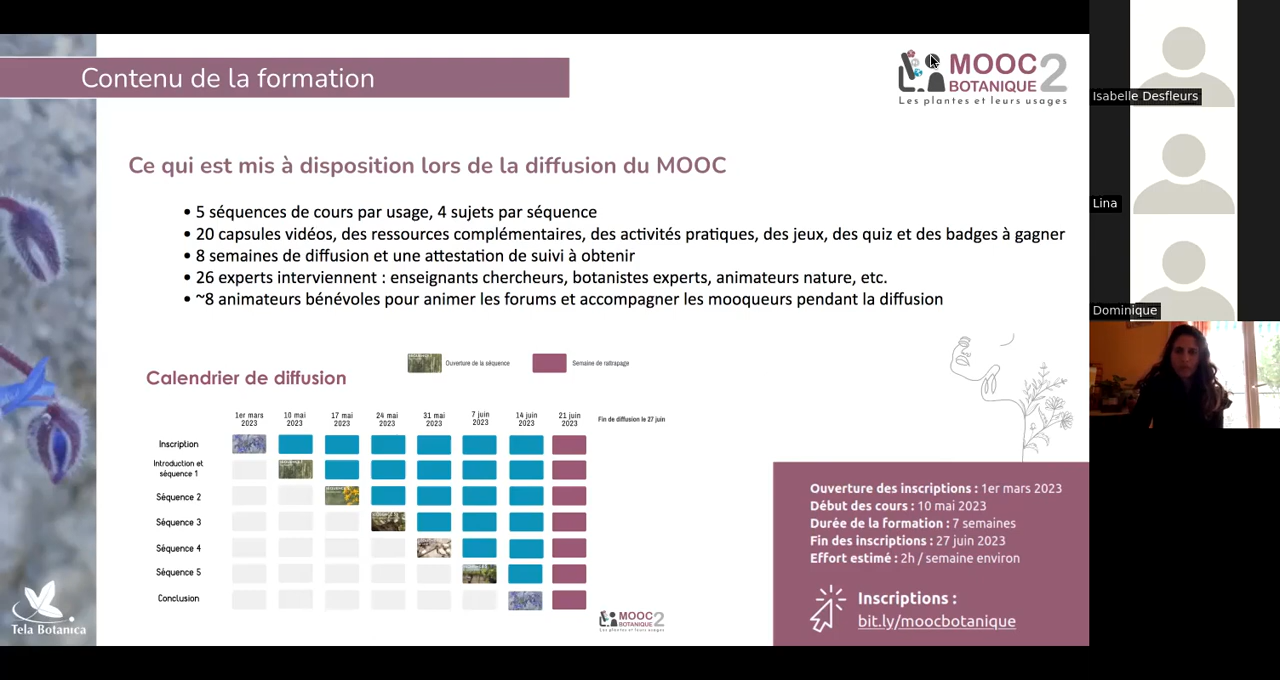 Contenu de la formation
MOOC
BOTANIQUE 2
Les plantes et leurs usages
Ce qui est mis à disposition lors de la diffusion du MOOC
• 5 séquences de cours par usage, 4 sujets par séquence
• 20 capsules vidéos, des ressources complémentaires, des activités pratiques, des jeux, des quiz et des badges à gagner
• 8 semaines de diffusion et une attestation de suivi à obtenir
• 26 experts interviennent : enseignants chercheurs, botanistes experts, animateurs nature, etc.
• ~8 animateurs bénévoles pour animer les forums et accompagner les mooqueurs pendant la diffusion
Ouverture de la séquence
Semaine de rattrapage
Calendrier de diffusion
1er mars 2023
10 mai 2023
17 mai 2023
24 mai 2023
31 mai 2023
7 juin 2023
14 juin 2023
21 juin 2023
Fin de diffusion le 27 juin
Inscription
Introduction et
séquence 1
Séquence 2
Séquence 3
Séquence 4
Séquence 5
Conclusion
MOOC
BOTANIQUE 2
Les plantes et leurs usages
Ouverture des inscriptions : 1er mars 2023
Début des cours : 10 mai 2023
Durée de la formation : 7 semaines
Fin des inscriptions : 27 juin 2023
Effort estimé : 2h / semaine environ
Inscriptions :
bit.ly/moocbotanique
Tela Botanica
Isabelle Desfleurs
Lina
Dominique